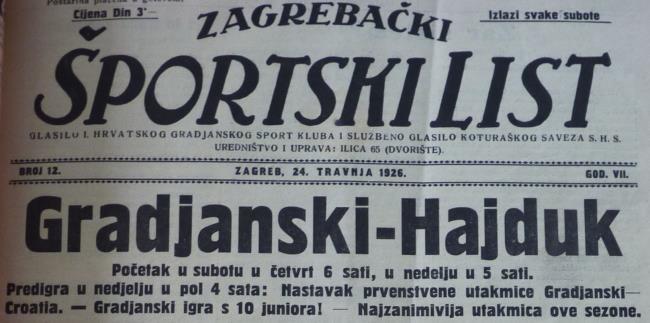 Cijena Din 3·—
Izlazi svake subote
ZAGREBAČKI
ŠPORTSKI LIST
GLASILO I. HRVATSKOG GRADJANSKOG SPORT KLUBA I SLUŽBENO GLASILO KOTURAŠKOG SAVEZA S. H. S.
UREDNIŠTVO I UPRAVA: ILICA 65 (DVORIŠTE).
BROJ 12. ZAGREB, 24. TRAVNJA 1926. GOD. VII.
Gradjanski-Hajduk
Početak u subotu u četvrt 6 sati, u nedelju u 5 sati.
Predigra u nedjelju u pol 4 sata: Nastavak prvenstvene utakmice Gradjanski—
Croatia. — Gradjanski igra s 10 juniora! — Najzanimivija utakmica ove sezone.